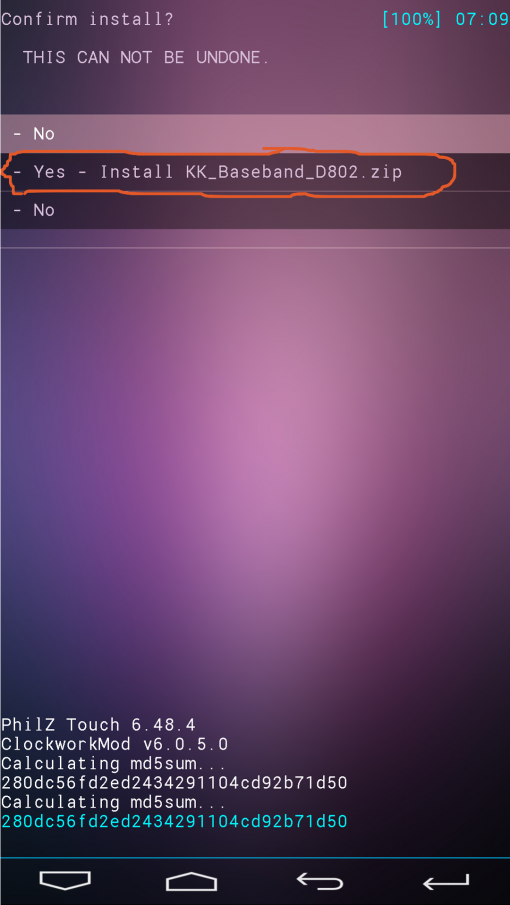 Confirm install? [100%] 07:09
THIS CAN NOT BE UNDONE.
- No
- Yes - Install KK_Baseband_D802.zip
- No
PhilZ Touch 6.48.4
ClockworkMod v6.0.5.0
Calculating md5sum...
280dc56fd2ed2434291104cd92b71d50
Calculating md5sum...
280dc56fd2ed2434291104cd92b71d50